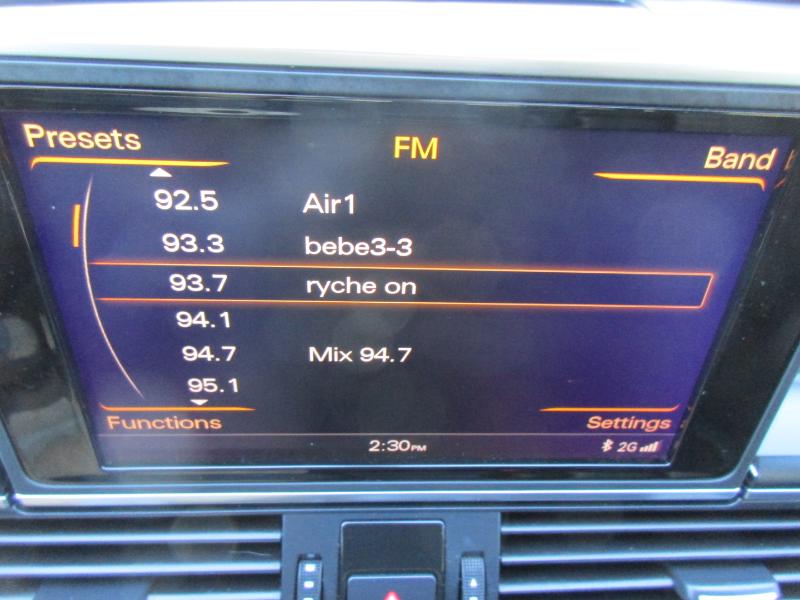 Presets FM Band
92.5 Air1
93.3 bebe3-3
93.7 ryche on
94.1
94.7 Mix 94.7
95.1
Functions Settings
2:30PM 2G